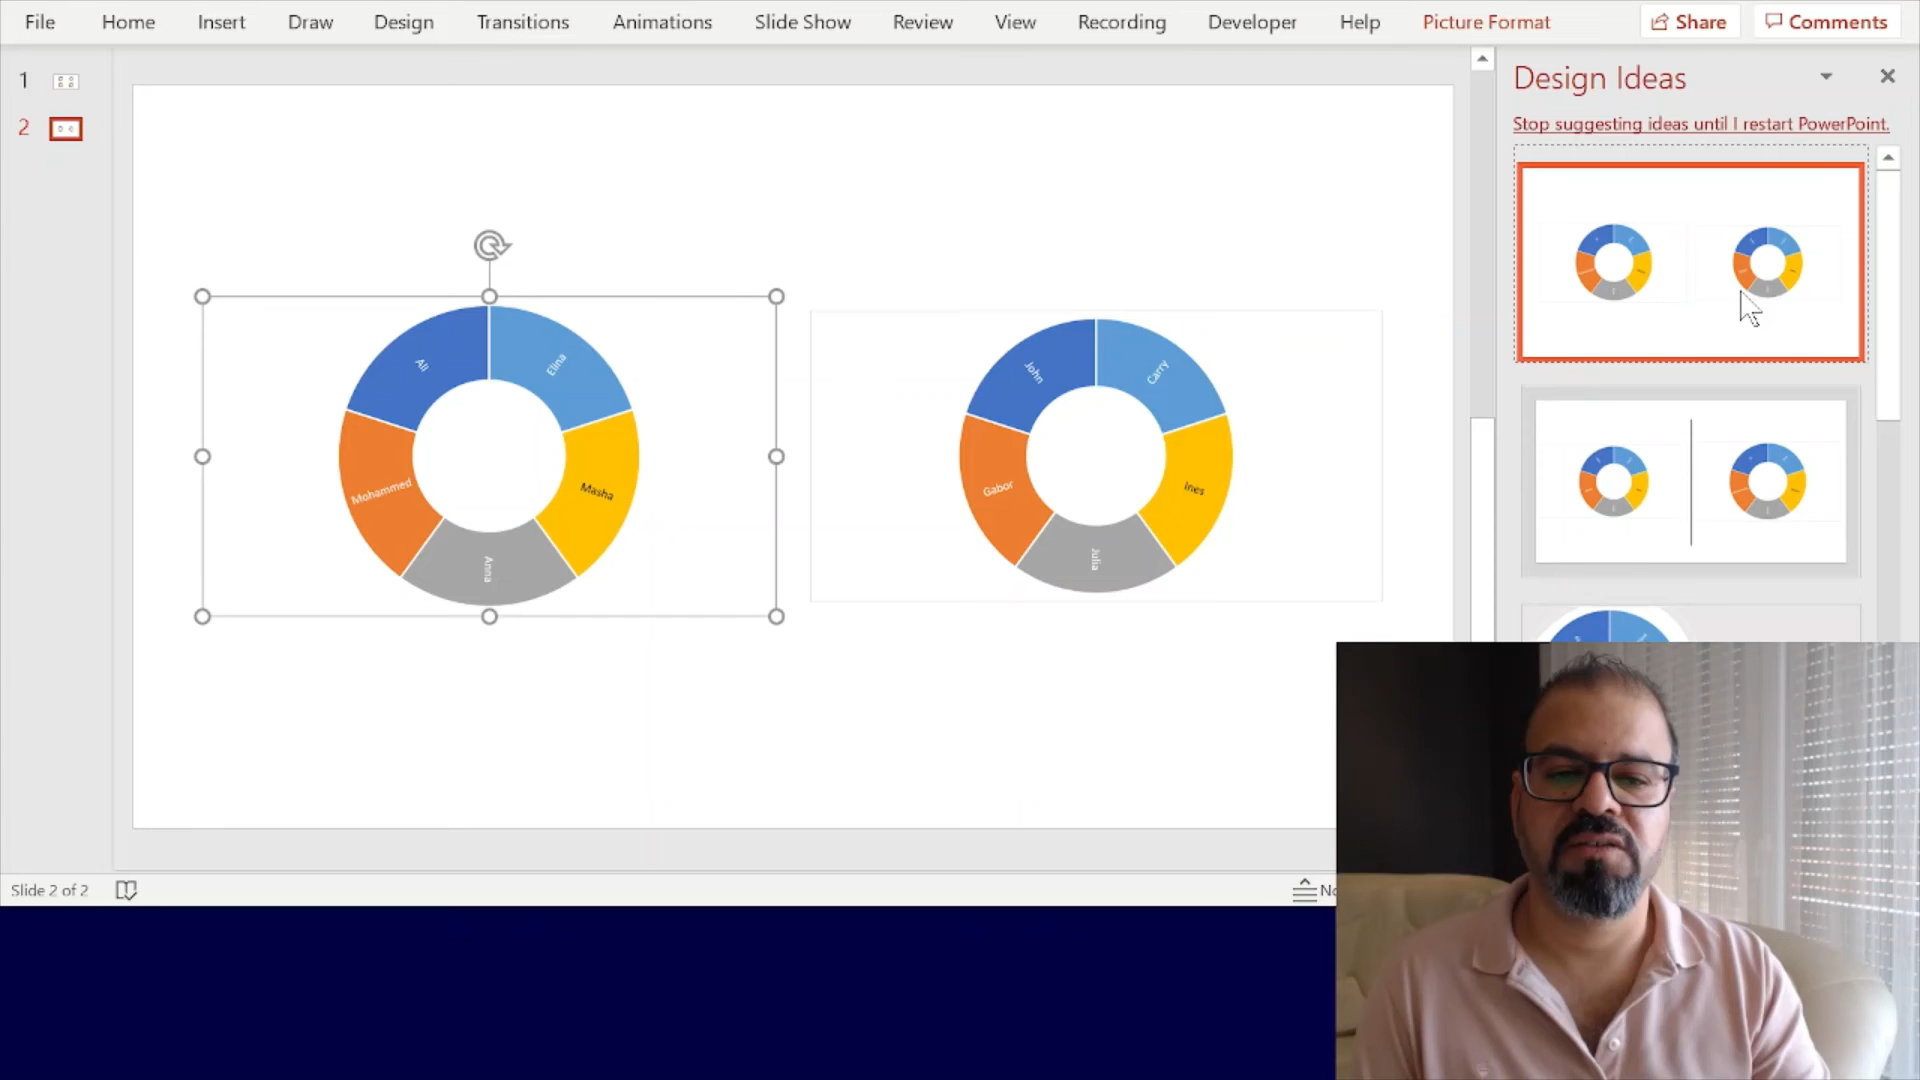 File Home Insert Draw Design Transitions Animations Slide Show Review View Recording Developer Help Picture Format Share Comments
Design Ideas
Stop suggesting ideas until I restart PowerPoint.
1
2
Ali Elina
Mohammed Masha
Anna
John Carry
Gabor Ines
Julia
Slide 2 of 2